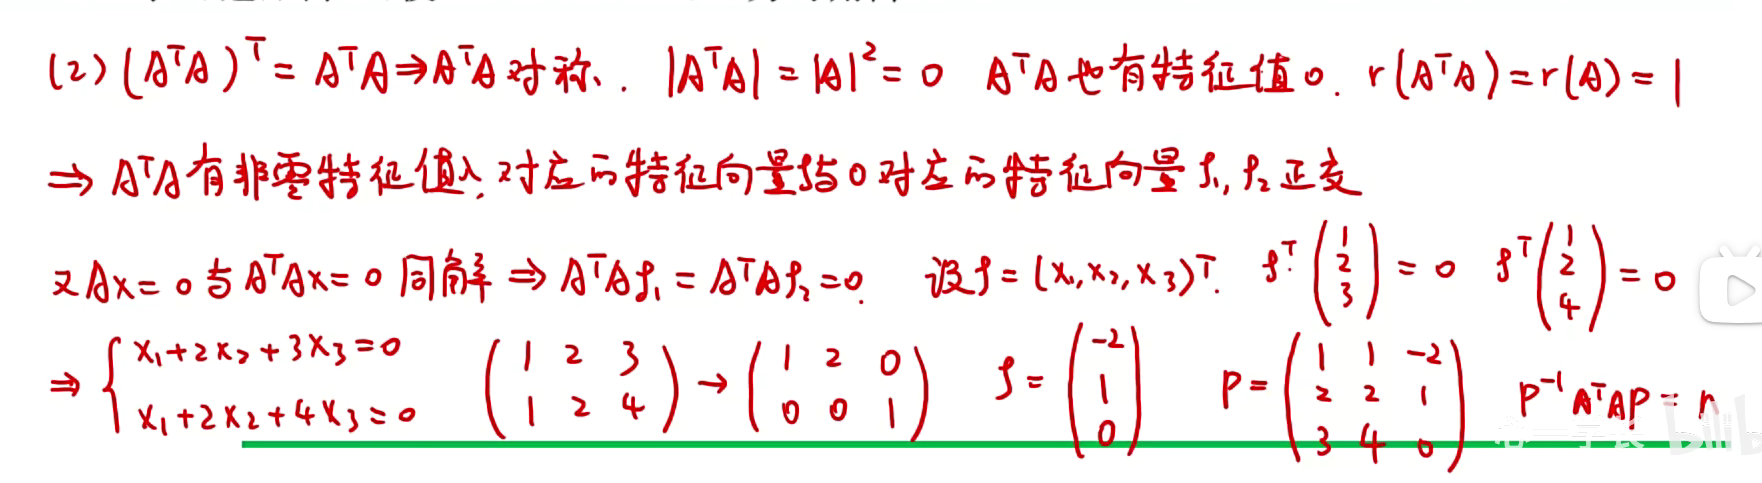 (2) (AᵀA)ᵀ = AᵀA ⇒ AᵀA 对称. |AᵀA| = |A|² = 0 AᵀA 也有特征值 0. r(AᵀA) = r(A) = 1
⇒ AᵀA 有非零特征值λ, 对应的特征向量ξ与0对应的特征向量 ξ₁, ξ₂ 正交
又 Ax = 0 与 AᵀAx = 0 同解 ⇒ AᵀAξ₁ = AᵀAξ₂ = 0. 设 ξ = (x₁, x₂, x₃)ᵀ. ξᵀ (1 2 3) = 0 ξᵀ (1 2 4) = 0
⇒ { x₁ + 2x₂ + 3x₃ = 0
x₁ + 2x₂ + 4x₃ = 0
(1 2 3
1 2 4) → (1 2 0
0 0 1)
ξ = (-2
1
0)
P = (1 1 -2
2 2 1
3 4 0)
P⁻¹AᵀAP = Λ